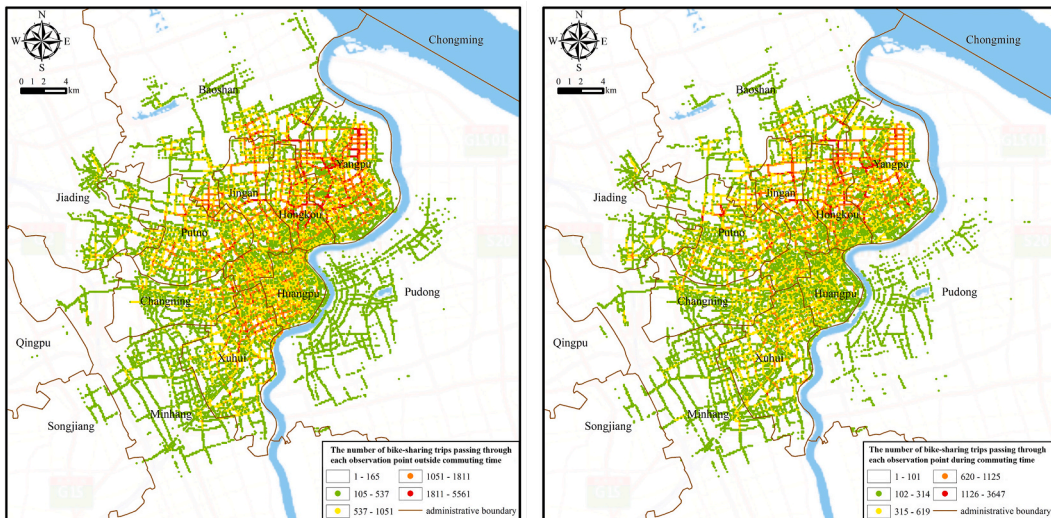 N
W E
S
0 1 2 4
km
Chongming
Baoshan
Yangpu
Jiading
Jingan
Hongkou
Putuo
Changning
Huangpu
Pudong
Qingpu
Xuhui
Minhang
Songjiang
The number of bike-sharing trips passing through
each observation point outside commuting time
1 - 165
1051 - 1811
105 - 537
1811 - 5561
537 - 1051
administrative boundary
N
W E
S
0 1 2 4
km
Chongming
Baoshan
Yangpu
Jiading
Jingan
Hongkou
Putuo
Changning
Huangpu
Pudong
Qingpu
Xuhui
Minhang
Songjiang
The number of bike-sharing trips passing through
each observation point during commuting time
1 - 101
620 - 1125
102 - 314
1126 - 3647
315 - 619
administrative boundary